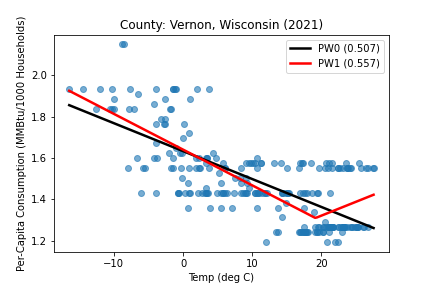 County: Vernon, Wisconsin (2021)
Per-Capita Consumption (MMBtu/1000 Households)
2.0
1.8
1.6
1.4
1.2
PW0 (0.507)
PW1 (0.557)
−10
0
10
20
Temp (deg C)